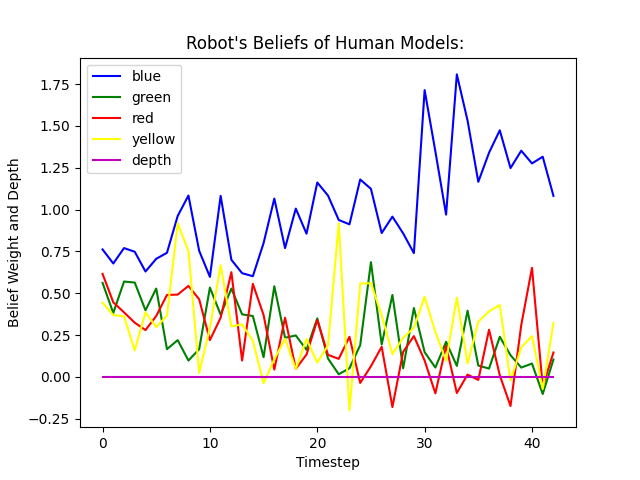 Robot's Beliefs of Human Models:
blue
green
red
yellow
depth
1.75
1.50
1.25
1.00
0.75
0.50
0.25
0.00
−0.25
Belief Weight and Depth
0 10 20 30 40
Timestep